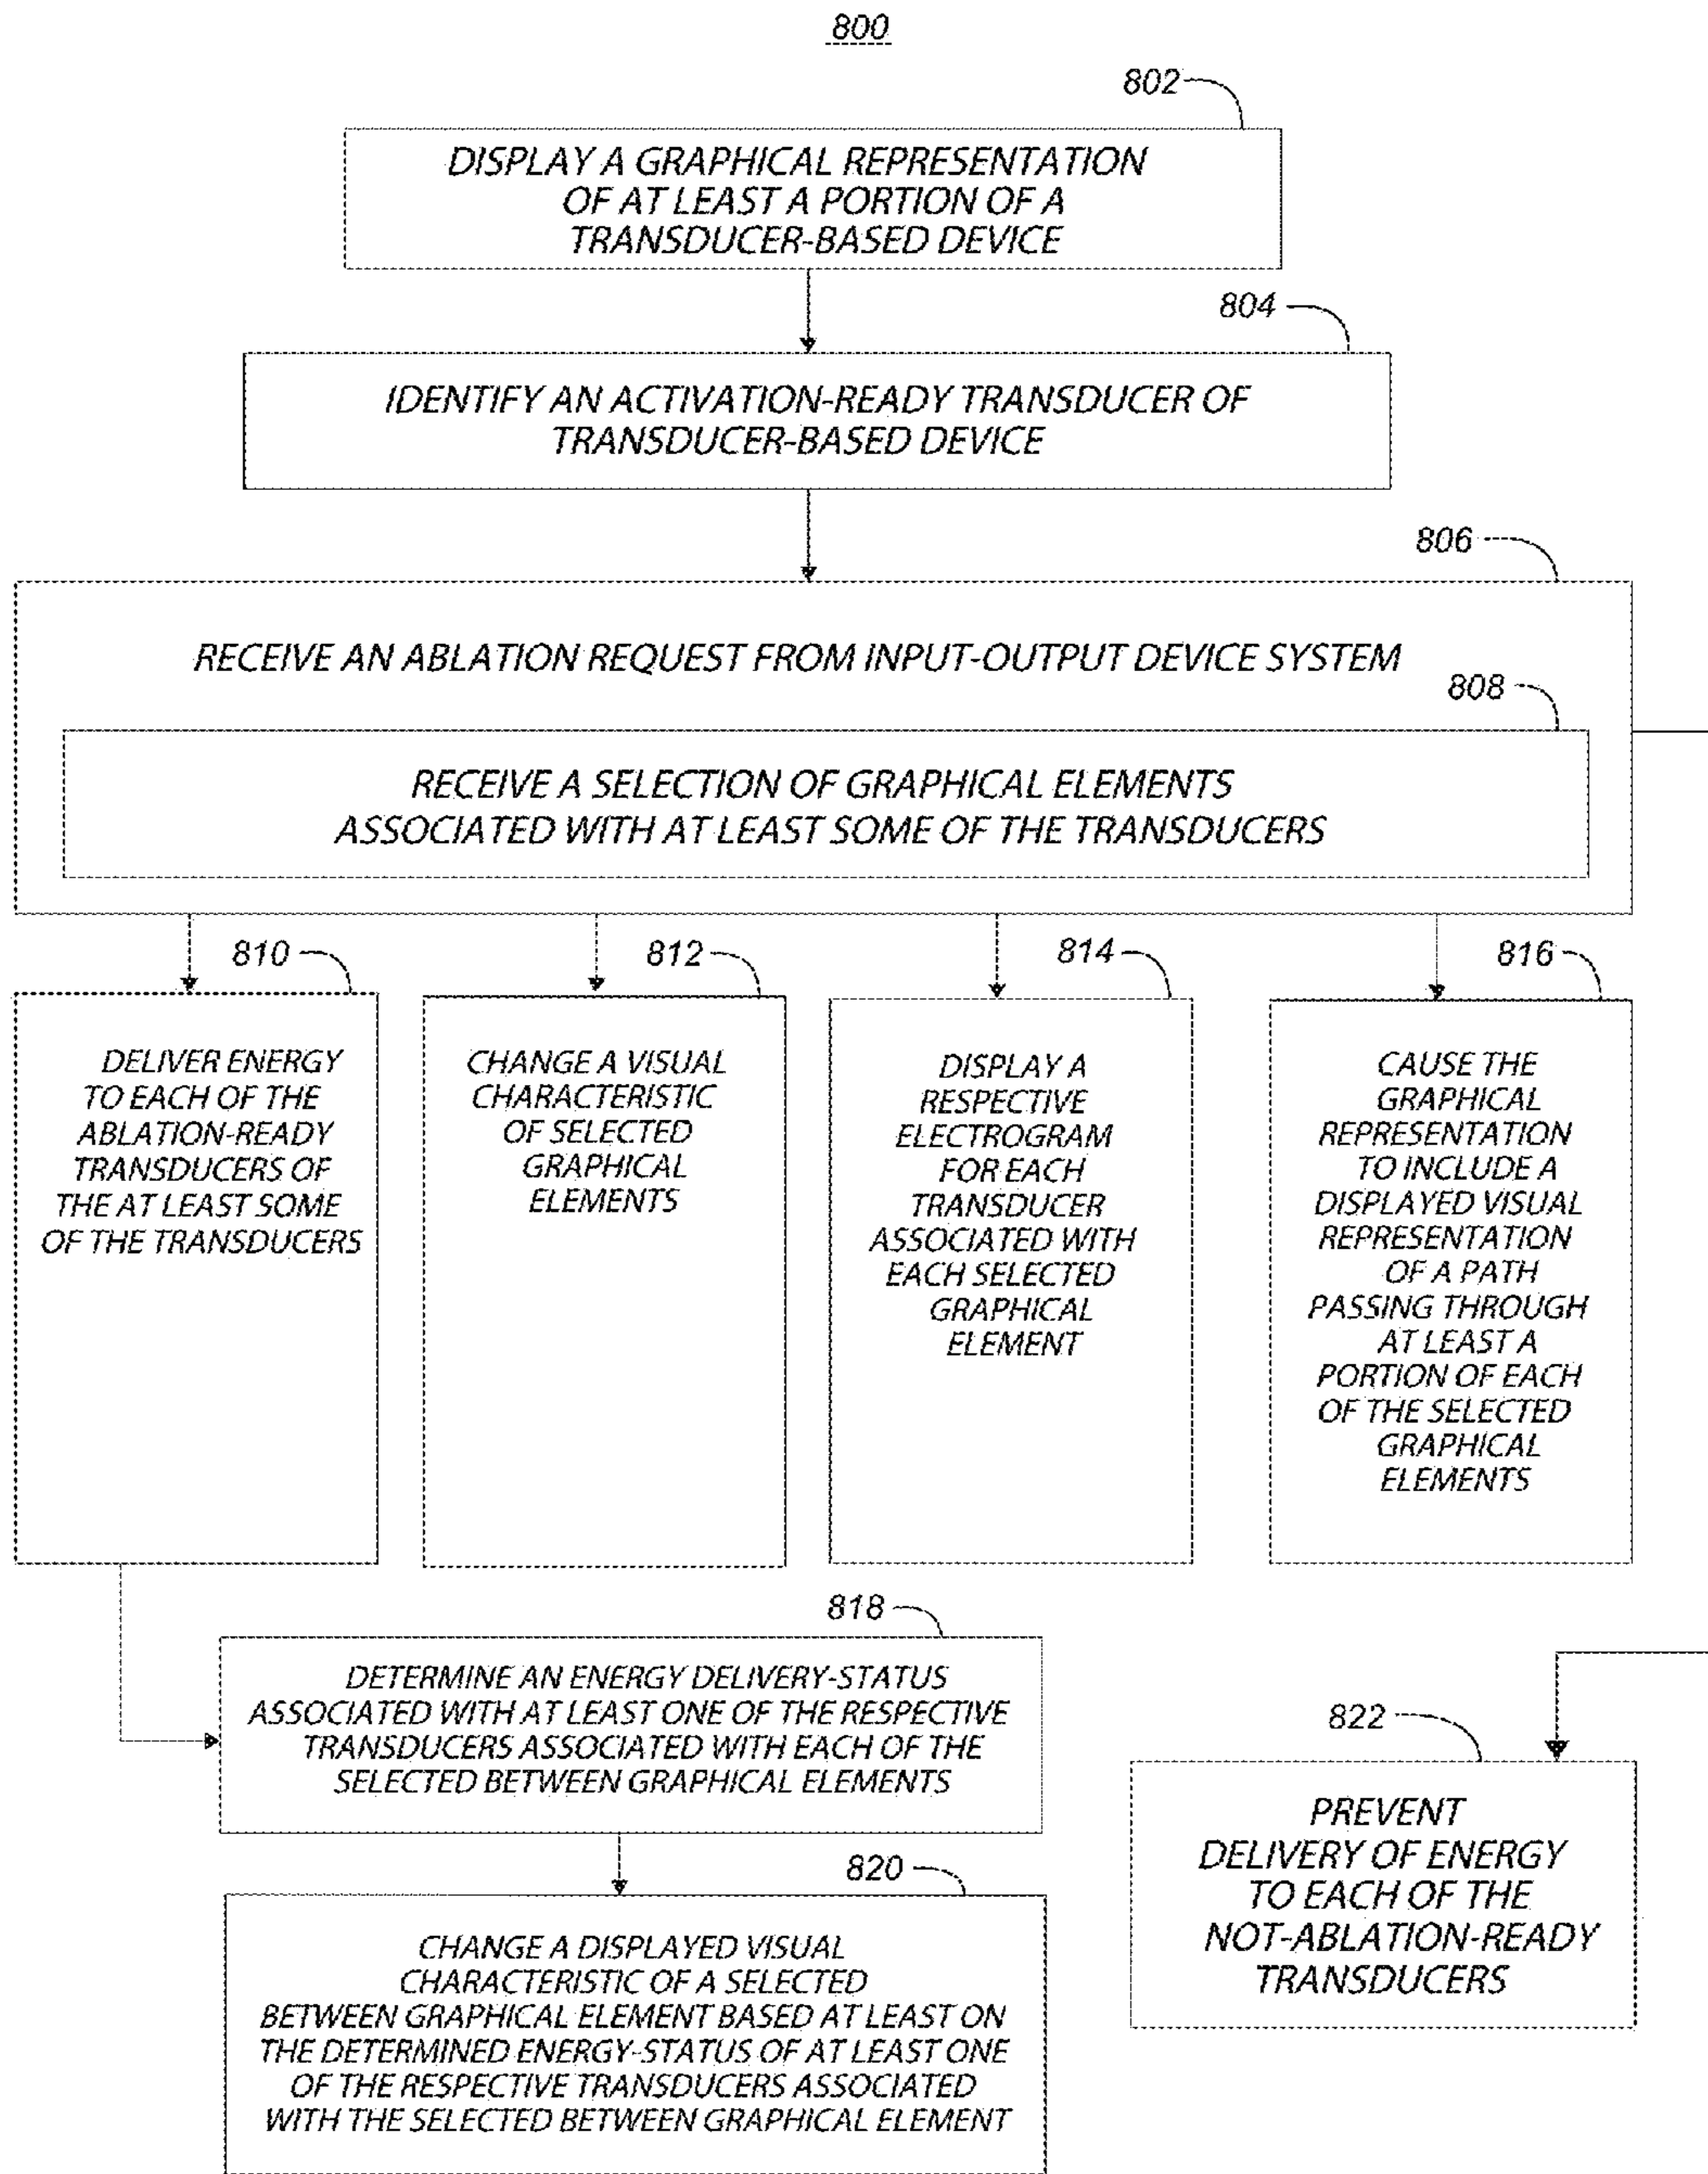 800
802
DISPLAY A GRAPHICAL REPRESENTATION
OF AT LEAST A PORTION OF A
TRANSDUCER-BASED DEVICE
804
IDENTIFY AN ACTIVATION-READY TRANSDUCER OF
TRANSDUCER-BASED DEVICE
806
RECEIVE AN ABLATION REQUEST FROM INPUT-OUTPUT DEVICE SYSTEM
808
RECEIVE A SELECTION OF GRAPHICAL ELEMENTS
ASSOCIATED WITH AT LEAST SOME OF THE TRANSDUCERS
810
DELIVER ENERGY
TO EACH OF THE
ABLATION-READY
TRANSDUCERS OF
THE AT LEAST SOME
OF THE TRANSDUCERS
812
CHANGE A VISUAL
CHARACTERISTIC
OF SELECTED
GRAPHICAL
ELEMENTS
814
DISPLAY A
RESPECTIVE
ELECTROGRAM
FOR EACH
TRANSDUCER
ASSOCIATED WITH
EACH SELECTED
GRAPHICAL
ELEMENT
816
CAUSE THE
GRAPHICAL
REPRESENTATION
TO INCLUDE A
DISPLAYED VISUAL
REPRESENTATION
OF A PATH
PASSING THROUGH
AT LEAST A
PORTION OF EACH
OF THE SELECTED
GRAPHICAL
ELEMENTS
818
DETERMINE AN ENERGY DELIVERY-STATUS
ASSOCIATED WITH AT LEAST ONE OF THE RESPECTIVE
TRANSDUCERS ASSOCIATED WITH EACH OF THE
SELECTED BETWEEN GRAPHICAL ELEMENTS
820
CHANGE A DISPLAYED VISUAL
CHARACTERISTIC OF A SELECTED
BETWEEN GRAPHICAL ELEMENT BASED AT LEAST ON
THE DETERMINED ENERGY-STATUS OF AT LEAST ONE
OF THE RESPECTIVE TRANSDUCERS ASSOCIATED
WITH THE SELECTED BETWEEN GRAPHICAL ELEMENT
822
PREVENT
DELIVERY OF ENERGY
TO EACH OF THE
NOT-ABLATION-READY
TRANSDUCERS